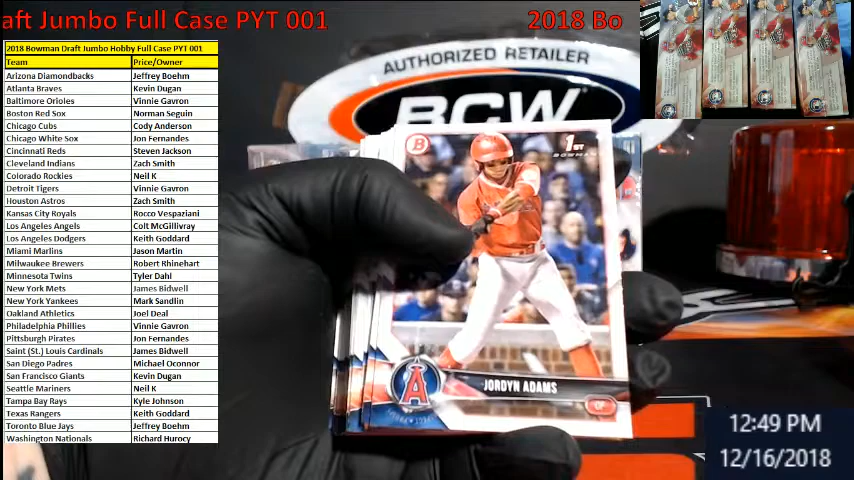 aft Jumbo Full Case PYT 001
2018 Bo
2018 Bowman Draft Jumbo Hobby Full Case PYT 001
Team Price/Owner
Arizona Diamondbacks Jeffrey Boehm
Atlanta Braves Kevin Dugan
Baltimore Orioles Vinnie Gavron
Boston Red Sox Norman Seguin
Chicago Cubs Cody Anderson
Chicago White Sox Jon Fernandes
Cincinnati Reds Steven Jackson
Cleveland Indians Zach Smith
Colorado Rockies Neil K
Detroit Tigers Vinnie Gavron
Houston Astros Zach Smith
Kansas City Royals Rocco Vespaziani
Los Angeles Angels Colt McGillivray
Los Angeles Dodgers Keith Goddard
Miami Marlins Jason Martin
Milwaukee Brewers Robert Rhinehart
Minnesota Twins Tyler Dahl
New York Mets James Bidwell
New York Yankees Mark Sandlin
Oakland Athletics Joel Deal
Philadelphia Phillies Vinnie Gavron
Pittsburgh Pirates Jon Fernandes
Saint (St.) Louis Cardinals James Bidwell
San Diego Padres Michael Oconnor
San Francisco Giants Kevin Dugan
Seattle Mariners Neil K
Tampa Bay Rays Kyle Johnson
Texas Rangers Keith Goddard
Toronto Blue Jays Jeffrey Boehm
Washington Nationals Richard Hurocy
AUTHORIZED RETAILER
BCW
B
1ST
BOWMAN
A
JORDYN ADAMS
CF
12:49 PM
12/16/2018